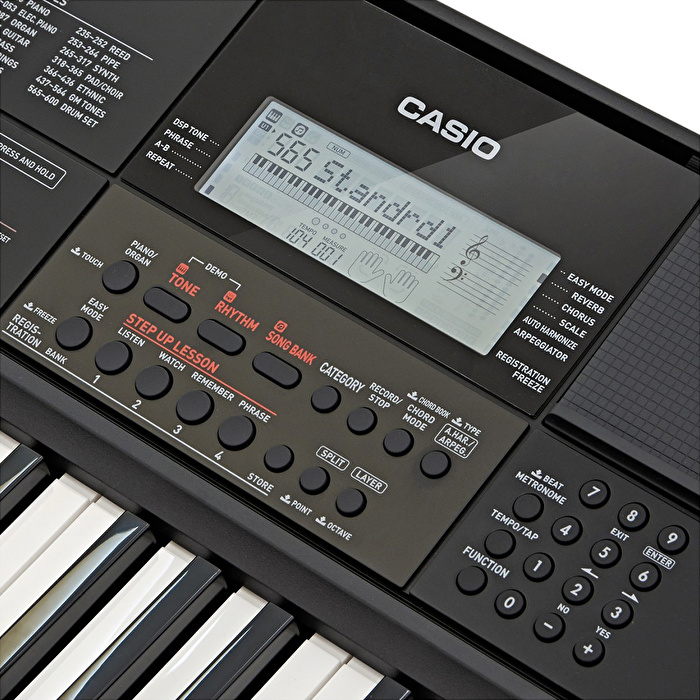 -053 ELEC.PIANO
087 ORGAN
GUITAR
BASS
235-252 REED
253-264 PIPE
265-317 SYNTH
318-365 PAD/CHOIR
366-436 ETHNIC
437-564 GM TONES
565-600 DRUM SET
PRESS AND HOLD
CASIO
DSP TONE
PHRASE
A-B
REPEAT
NUM
565 Standrd1
TEMPO MEASURE
104 001
EASY MODE
REVERB
CHORUS
SCALE
AUTO HARMONIZE
ARPEGGIATOR
REGISTRATION
FREEZE
TOUCH
PIANO/
ORGAN
DEMO
TONE
RHYTHM
SONG BANK
CATEGORY
RECORD/
STOP
CHORD BOOK
CHORD
MODE
TYPE
A.HAR./
ARPEG.
FREEZE
REGIS-
TRATION
EASY
MODE
STEP UP LESSON
LISTEN
WATCH
REMEMBER
PHRASE
BANK
1
2
3
4
STORE
SPLIT
LAYER
POINT
OCTAVE
BEAT
METRONOME
TEMPO/TAP
FUNCTION
7
8
9
EXIT
ENTER
4
5
6
1
2
3
NO
YES
0
-
+